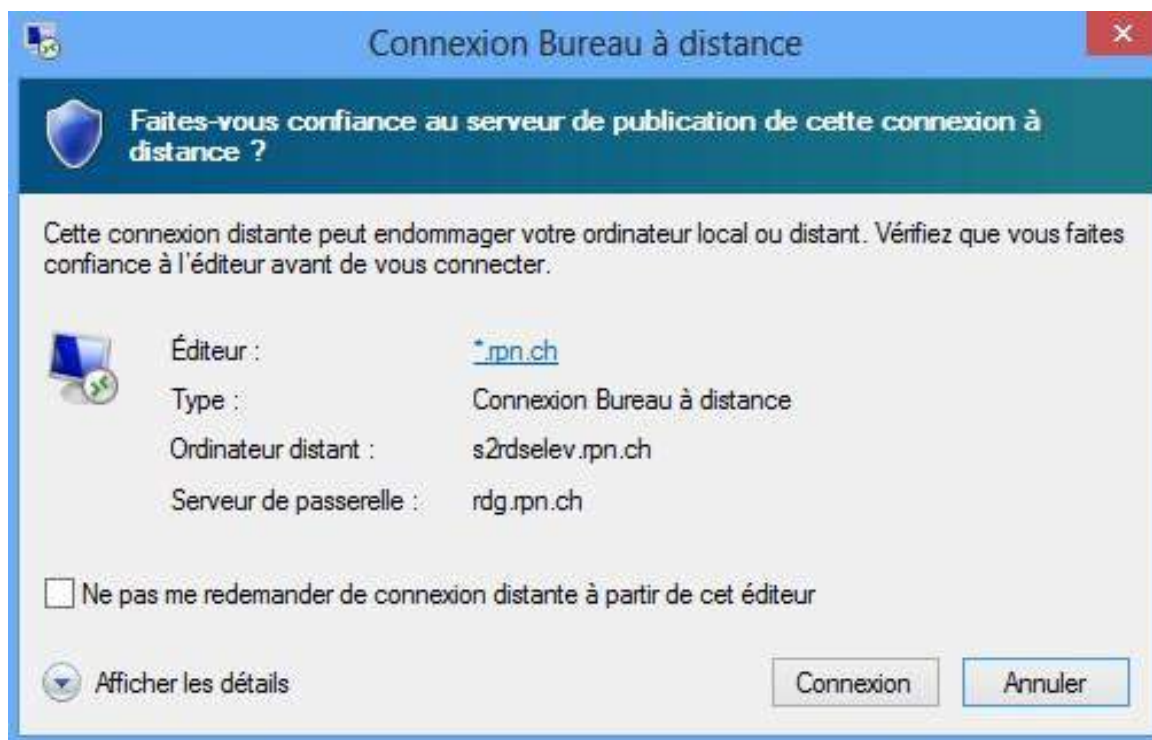 Connexion Bureau à distance
Faites-vous confiance au serveur de publication de cette connexion à
distance ?
Cette connexion distante peut endommager votre ordinateur local ou distant. Vérifiez que vous faites
confiance à l'éditeur avant de vous connecter.
Éditeur : *.rpn.ch
Type : Connexion Bureau à distance
Ordinateur distant : s2rdselev.rpn.ch
Serveur de passerelle : rdg.rpn.ch
Ne pas me redemander de connexion distante à partir de cet éditeur
Afficher les détails Connexion Annuler